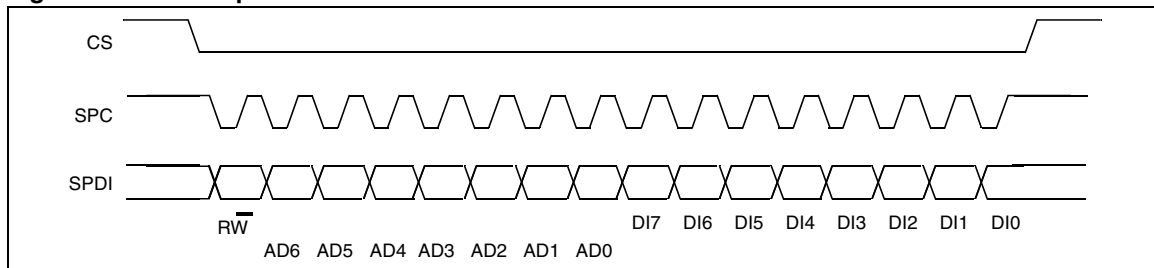 CS
SPC
SPDI
RW
DI7 DI6 DI5 DI4 DI3 DI2 DI1 DI0
AD6 AD5 AD4 AD3 AD2 AD1 AD0